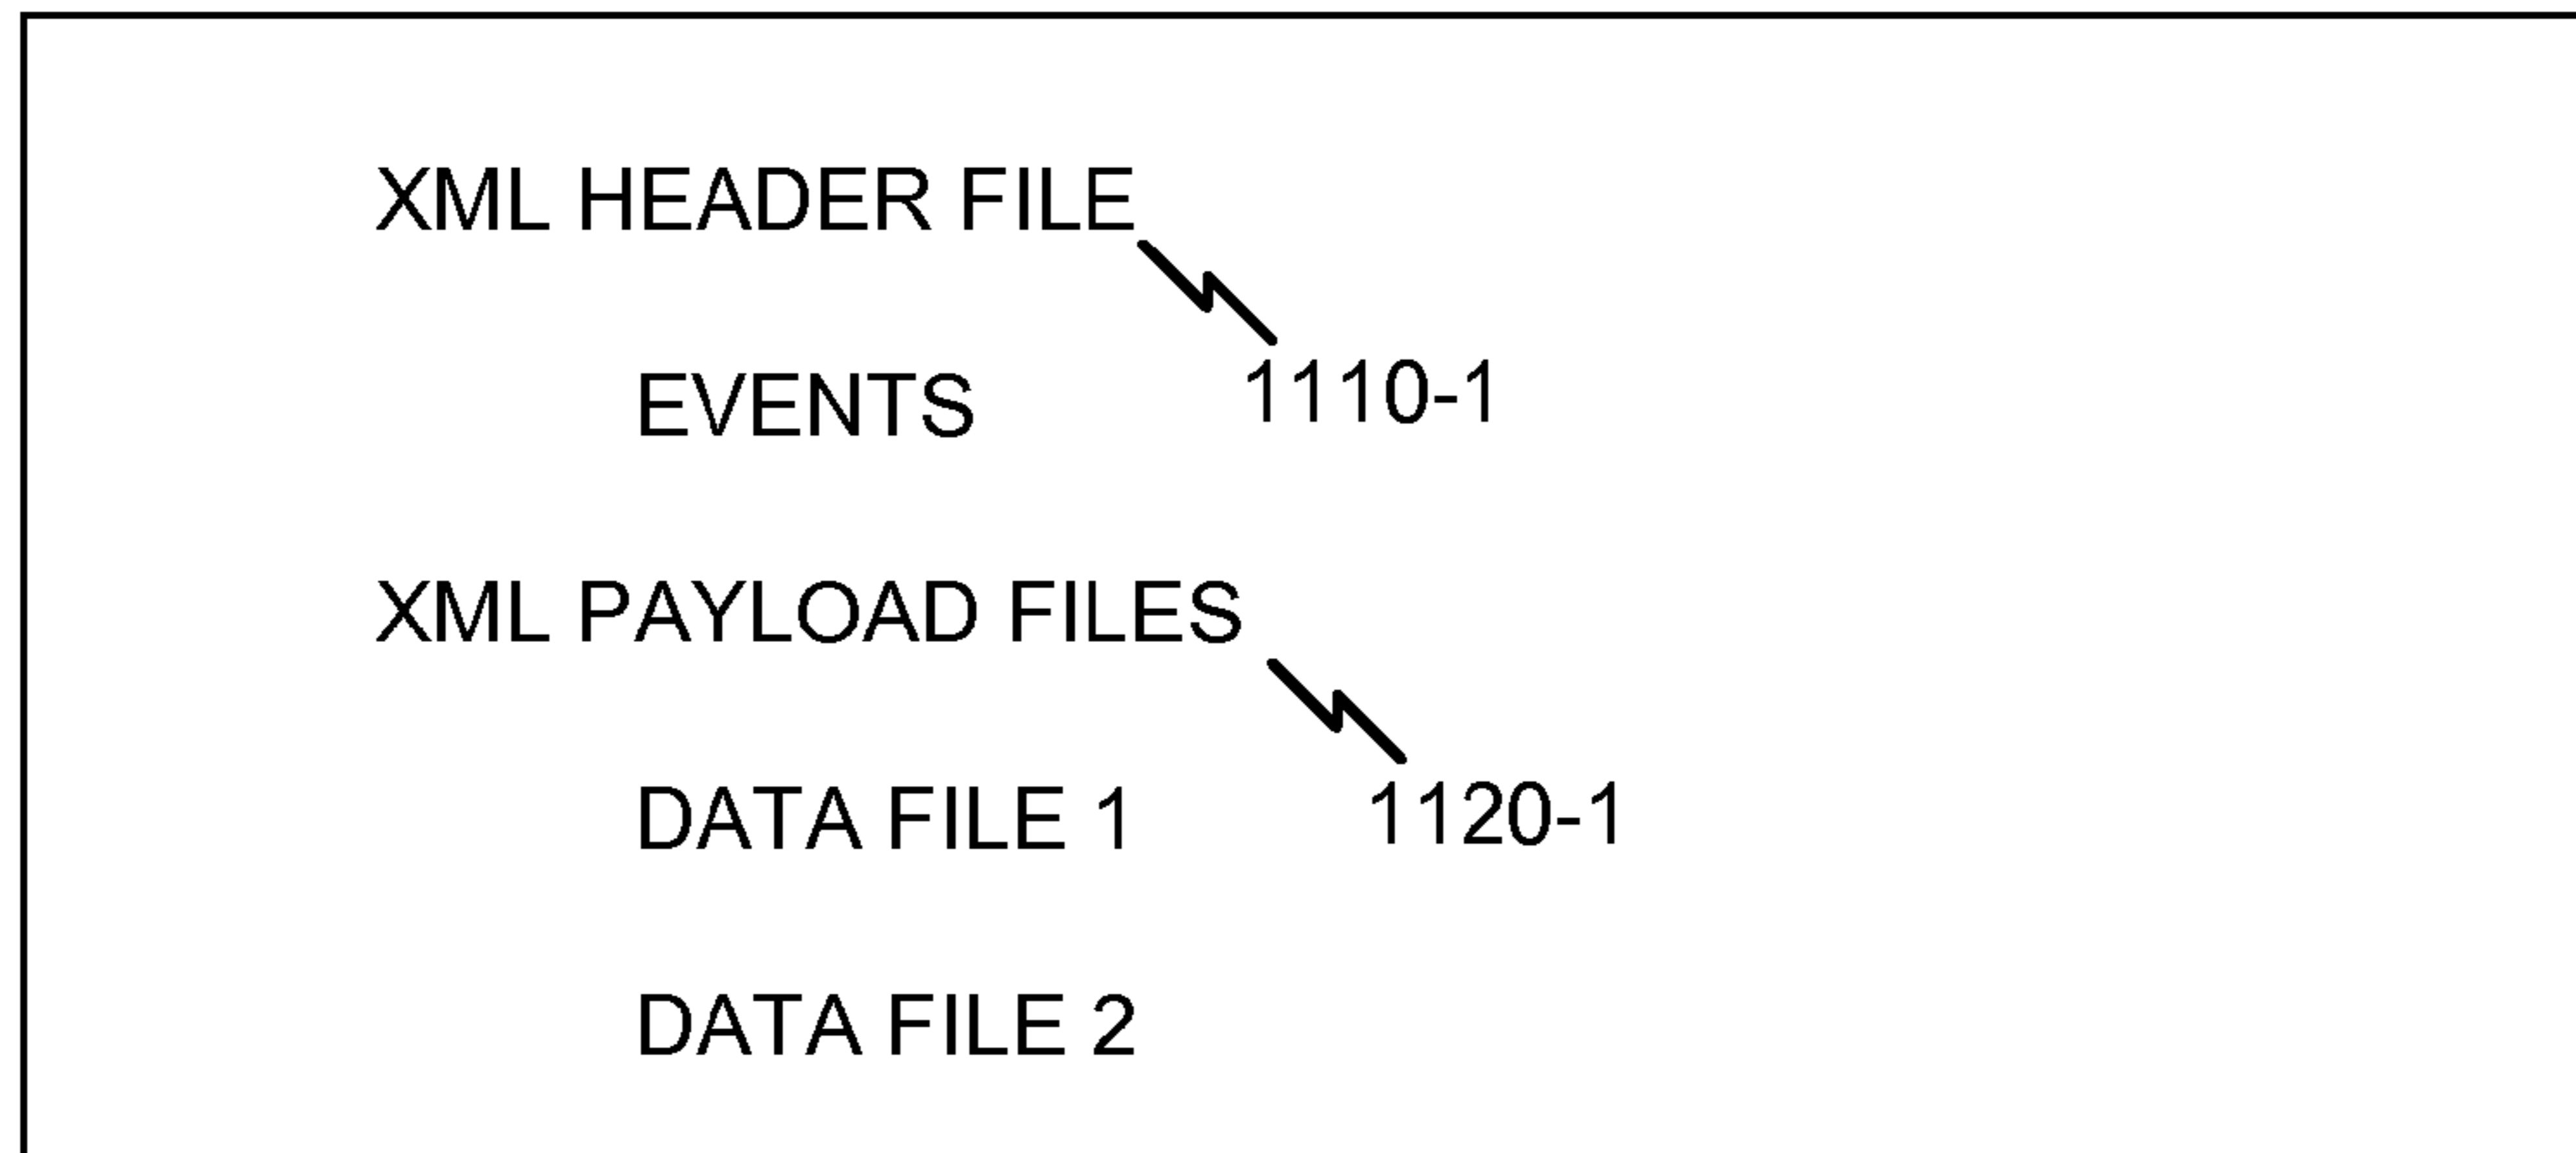 XML HEADER FILE
EVENTS
1110-1
XML PAYLOAD FILES
DATA FILE 1
1120-1
DATA FILE 2